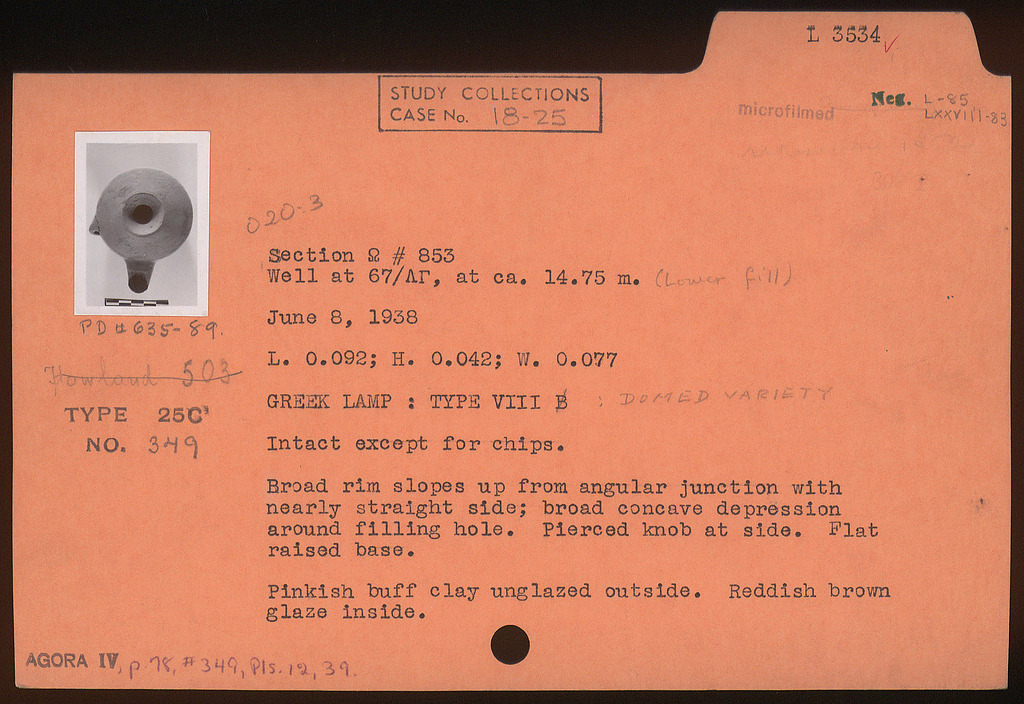 L 3534 ✓
STUDY COLLECTIONS
CASE No. 18-25
microfilmed
Neg. L-85
LXXVIII-83
020-3
Section Ω # 853
Well at 67/ΛΓ, at ca. 14.75 m. (Lower fill)
June 8, 1938
L. 0.092; H. 0.042; W. 0.077
GREEK LAMP : TYPE VIII B : DOMED VARIETY
Intact except for chips.
Broad rim slopes up from angular junction with
nearly straight side; broad concave depression
around filling hole. Pierced knob at side. Flat
raised base.
Pinkish buff clay unglazed outside. Reddish brown
glaze inside.
PD # 635-89.
Howland 503
TYPE 25C'
NO. 349
AGORA IV, p. 78, #349, Pls. 12, 39.